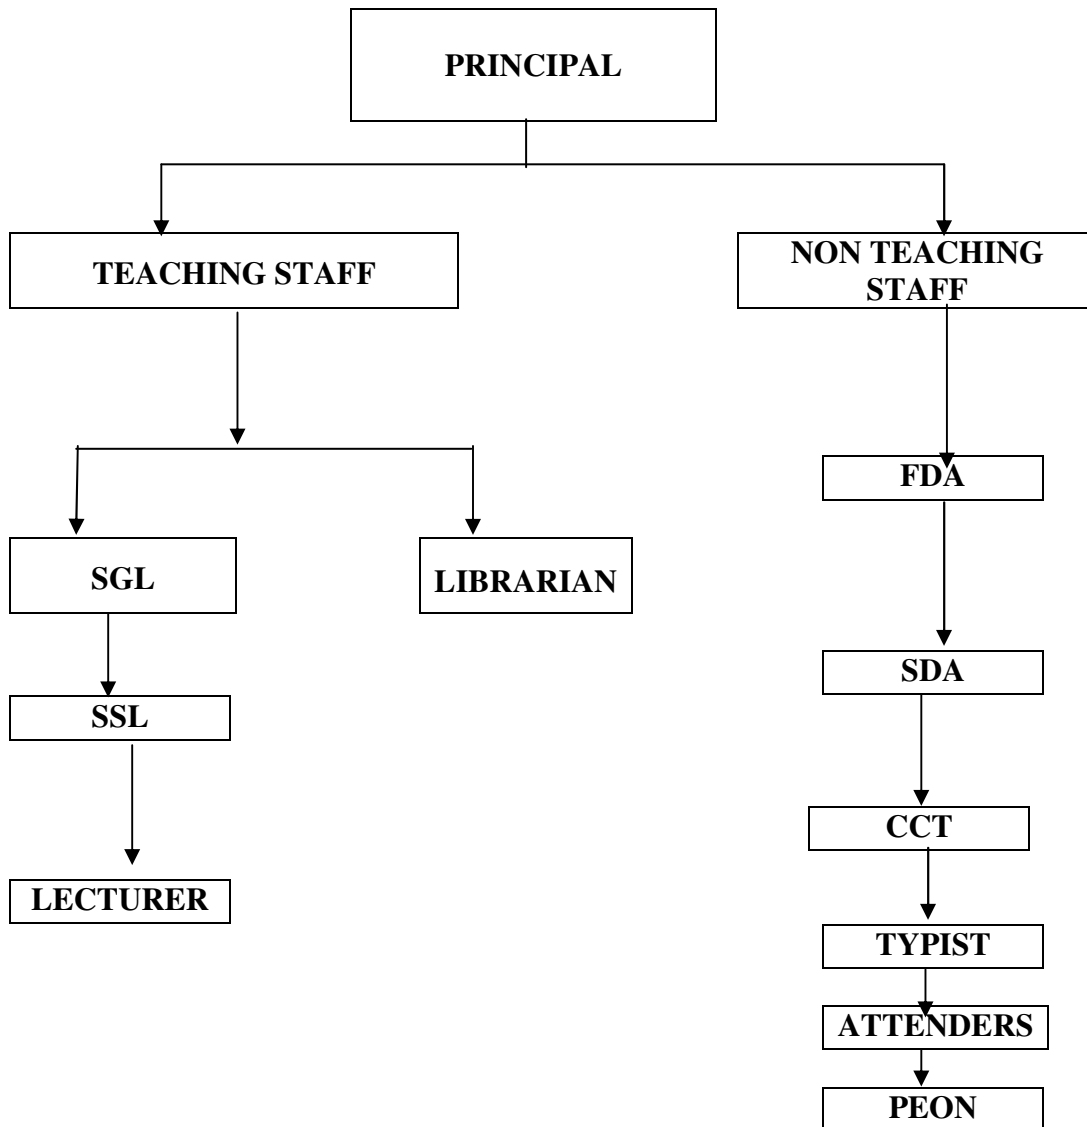 PRINCIPAL
TEACHING STAFF
NON TEACHING
STAFF
FDA
SGL
LIBRARIAN
SDA
SSL
CCT
LECTURER
TYPIST
ATTENDERS
PEON